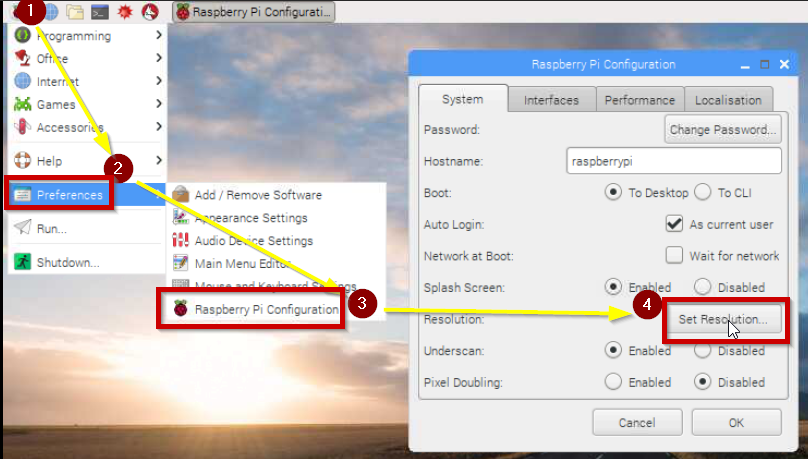 1
Raspberry Pi Configurati...
Programming
Office
Internet
Games
Accessories
Help
2
Preferences
Run...
Shutdown...
Add / Remove Software
Appearance Settings
Audio Device Settings
Main Menu Editor
Mouse and Keyboard Settings
Raspberry Pi Configuration
3
Raspberry Pi Configuration
System Interfaces Performance Localisation
Password: Change Password...
Hostname: raspberrypi
Boot: To Desktop To CLI
Auto Login: As current user
Network at Boot: Wait for network
Splash Screen: Enabled Disabled
4
Resolution: Set Resolution...
Underscan: Enabled Disabled
Pixel Doubling: Enabled Disabled
Cancel OK